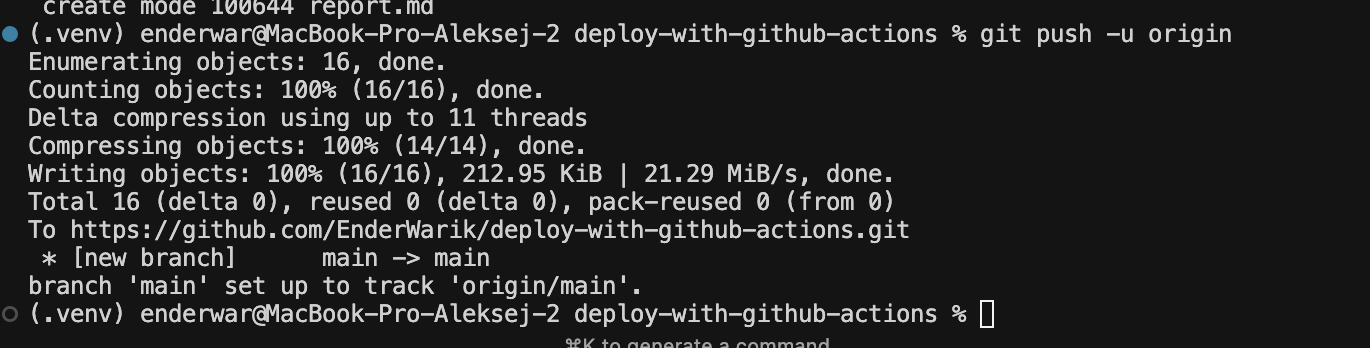 create mode 100644 report.md
(.venv) enderwar@MacBook-Pro-Aleksej-2 deploy-with-github-actions % git push -u origin
Enumerating objects: 16, done.
Counting objects: 100% (16/16), done.
Delta compression using up to 11 threads
Compressing objects: 100% (14/14), done.
Writing objects: 100% (16/16), 212.95 KiB | 21.29 MiB/s, done.
Total 16 (delta 0), reused 0 (delta 0), pack-reused 0 (from 0)
To https://github.com/EnderWarik/deploy-with-github-actions.git
 * [new branch]      main -> main
branch 'main' set up to track 'origin/main'.
(.venv) enderwar@MacBook-Pro-Aleksej-2 deploy-with-github-actions %
⌘K to generate a command